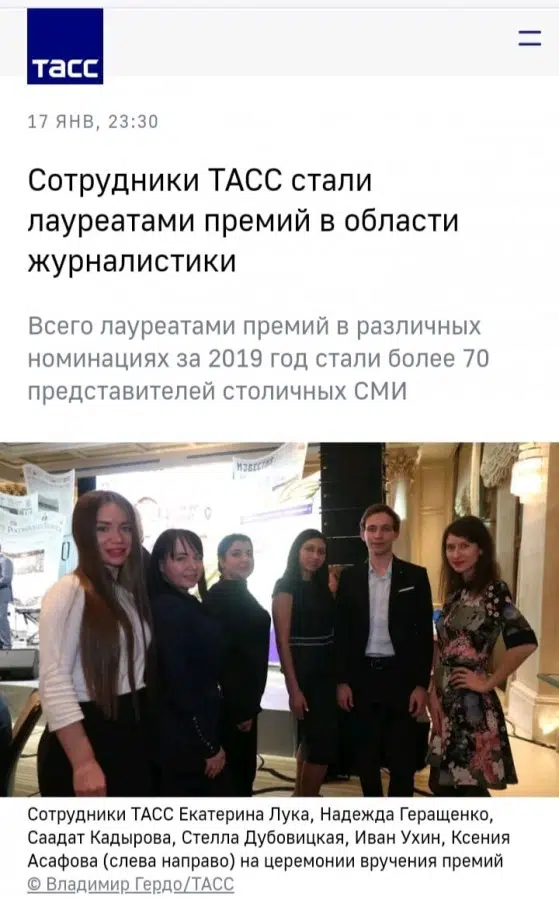 тасс
17 ЯНВ, 23:30
Сотрудники ТАСС стали
лауреатами премий в области
журналистики
Всего лауреатами премий в различных
номинациях за 2019 год стали более 70
представителей столичных СМИ
ИЗВЕСТИЯ
Сотрудники ТАСС Екатерина Лука, Надежда Геращенко,
Саадат Кадырова, Стелла Дубовицкая, Иван Ухин, Ксения
Асафова (слева направо) на церемонии вручения премий
© Владимир Гердо/ТАСС